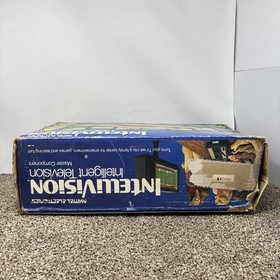 MATTEL ELECTRONICS
INTELLIVISION
Intelligent Television
Master Component
Turns your TV set into a family center for entertainment, games and learning fun!
INTELLIVISION